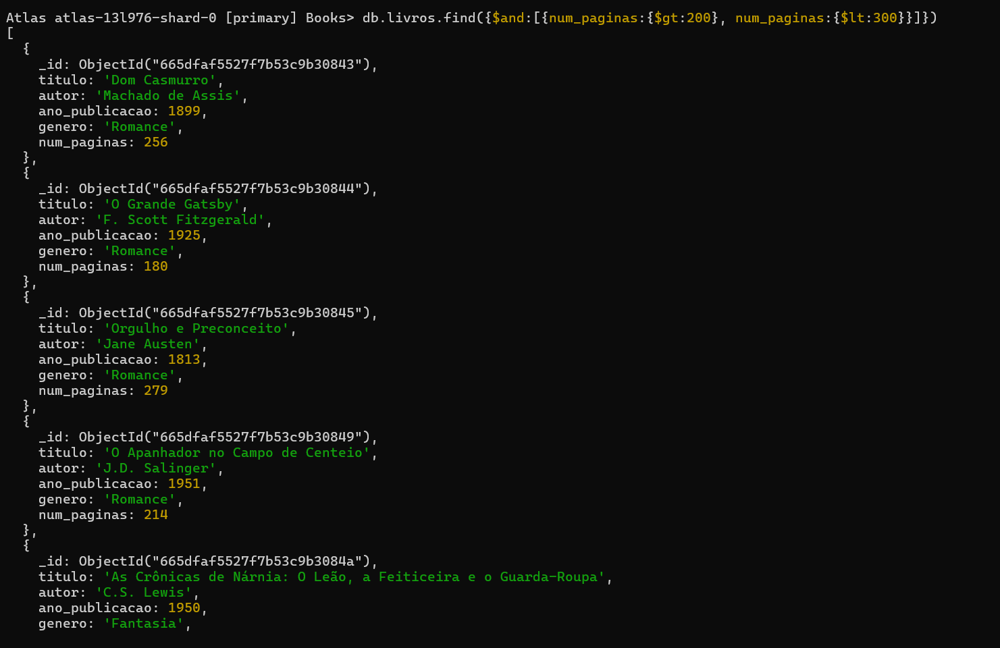 Atlas atlas-13l976-shard-0 [primary] Books> db.livros.find({$and:[{num_paginas:{$gt:200}, num_paginas:{$lt:300}}]})
[
  {
    _id: ObjectId("665dfaf5527f7b53c9b30843"),
    titulo: 'Dom Casmurro',
    autor: 'Machado de Assis',
    ano_publicacao: 1899,
    genero: 'Romance',
    num_paginas: 256
  },
  {
    _id: ObjectId("665dfaf5527f7b53c9b30844"),
    titulo: 'O Grande Gatsby',
    autor: 'F. Scott Fitzgerald',
    ano_publicacao: 1925,
    genero: 'Romance',
    num_paginas: 180
  },
  {
    _id: ObjectId("665dfaf5527f7b53c9b30845"),
    titulo: 'Orgulho e Preconceito',
    autor: 'Jane Austen',
    ano_publicacao: 1813,
    genero: 'Romance',
    num_paginas: 279
  },
  {
    _id: ObjectId("665dfaf5527f7b53c9b30849"),
    titulo: 'O Apanhador no Campo de Centeio',
    autor: 'J.D. Salinger',
    ano_publicacao: 1951,
    genero: 'Romance',
    num_paginas: 214
  },
  {
    _id: ObjectId("665dfaf5527f7b53c9b3084a"),
    titulo: 'As Crônicas de Nárnia: O Leão, a Feiticeira e o Guarda-Roupa',
    autor: 'C.S. Lewis',
    ano_publicacao: 1950,
    genero: 'Fantasia',